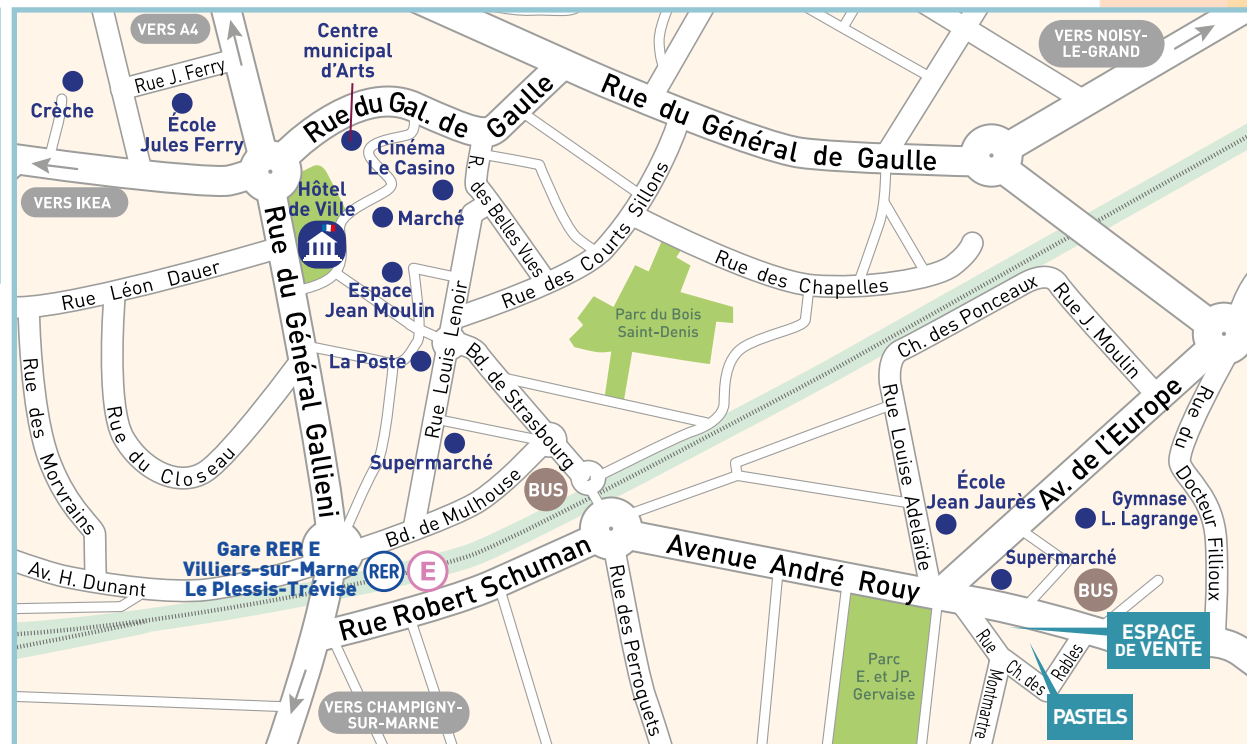 VERS A4
Centre
municipal
d'Arts
VERS NOISY-
LE-GRAND
Rue J. Ferry
Crèche
École
Jules Ferry
Rue du Gal. de Gaulle
Rue du Général de Gaulle
Cinéma
Le Casino
VERS IKEA
Hôtel
de Ville
Marché
R. des Belles Vues
Rue des Courts Sillons
Rue des Chapelles
Rue Léon Dauer
Rue du Général Gallieni
Espace
Jean Moulin
Parc du Bois
Saint-Denis
Ch. des Ponceaux
Rue J. Moulin
La Poste
Rue Louis Lenoir
Bd. de Strasbourg
Rue des Morvrains
Rue du Closseau
Rue Louise Adelaïde
Av. de l'Europe
Rue du Docteur Fillioux
Supermarché
BUS
Bd. de Mulhouse
École
Jean Jaurès
Gymnase
L. Lagrange
Gare RER E
Villiers-sur-Marne
Le Plessis-Trévise
RER
E
Av. H. Dunant
Rue Robert Schuman
Avenue André Rouy
Supermarché
BUS
Rue des Perroquets
ESPACE
DE VENTE
Parc
E. et JP.
Gervaise
Rue Montmartre
Ch. des Rables
VERS CHAMPIGNY-
SUR-MARNE
PASTELS